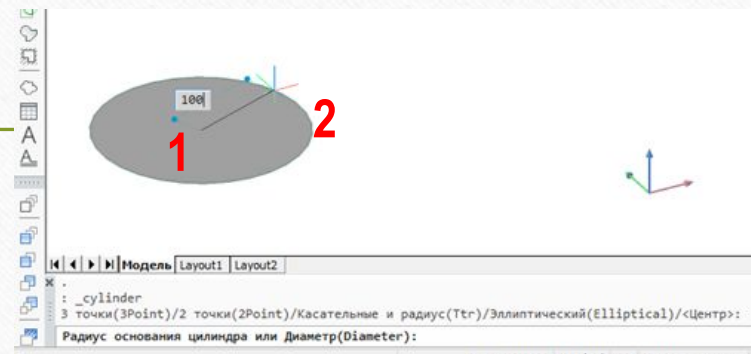 100
1
2
A
A
Модель Layout1 Layout2
.
: _cylinder
3 точки(3Point)/2 точки(2Point)/Касательные и радиус(Ttr)/Эллиптический(Elliptical)/<Центр>:
Радиус основания цилиндра или Диаметр(Diameter):